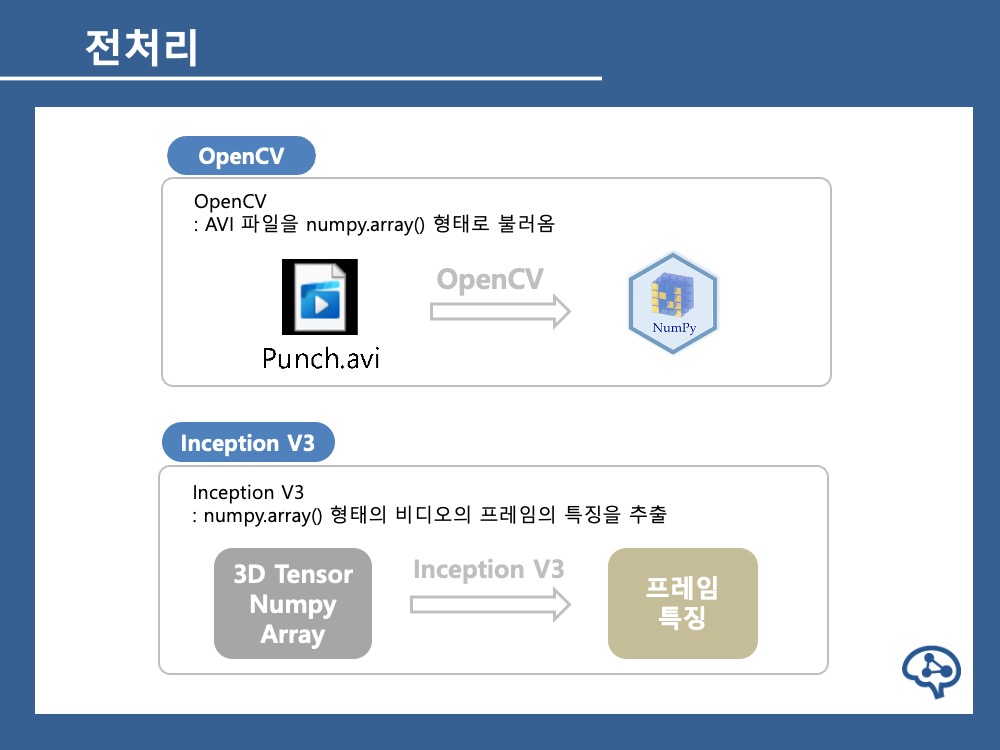 전처리
OpenCV
OpenCV
: AVI 파일을 numpy.array() 형태로 불러옴
OpenCV
NumPy
Punch.avi
Inception V3
Inception V3
: numpy.array() 형태의 비디오의 프레임의 특징을 추출
3D Tensor
Numpy
Array
Inception V3
프레임
특징